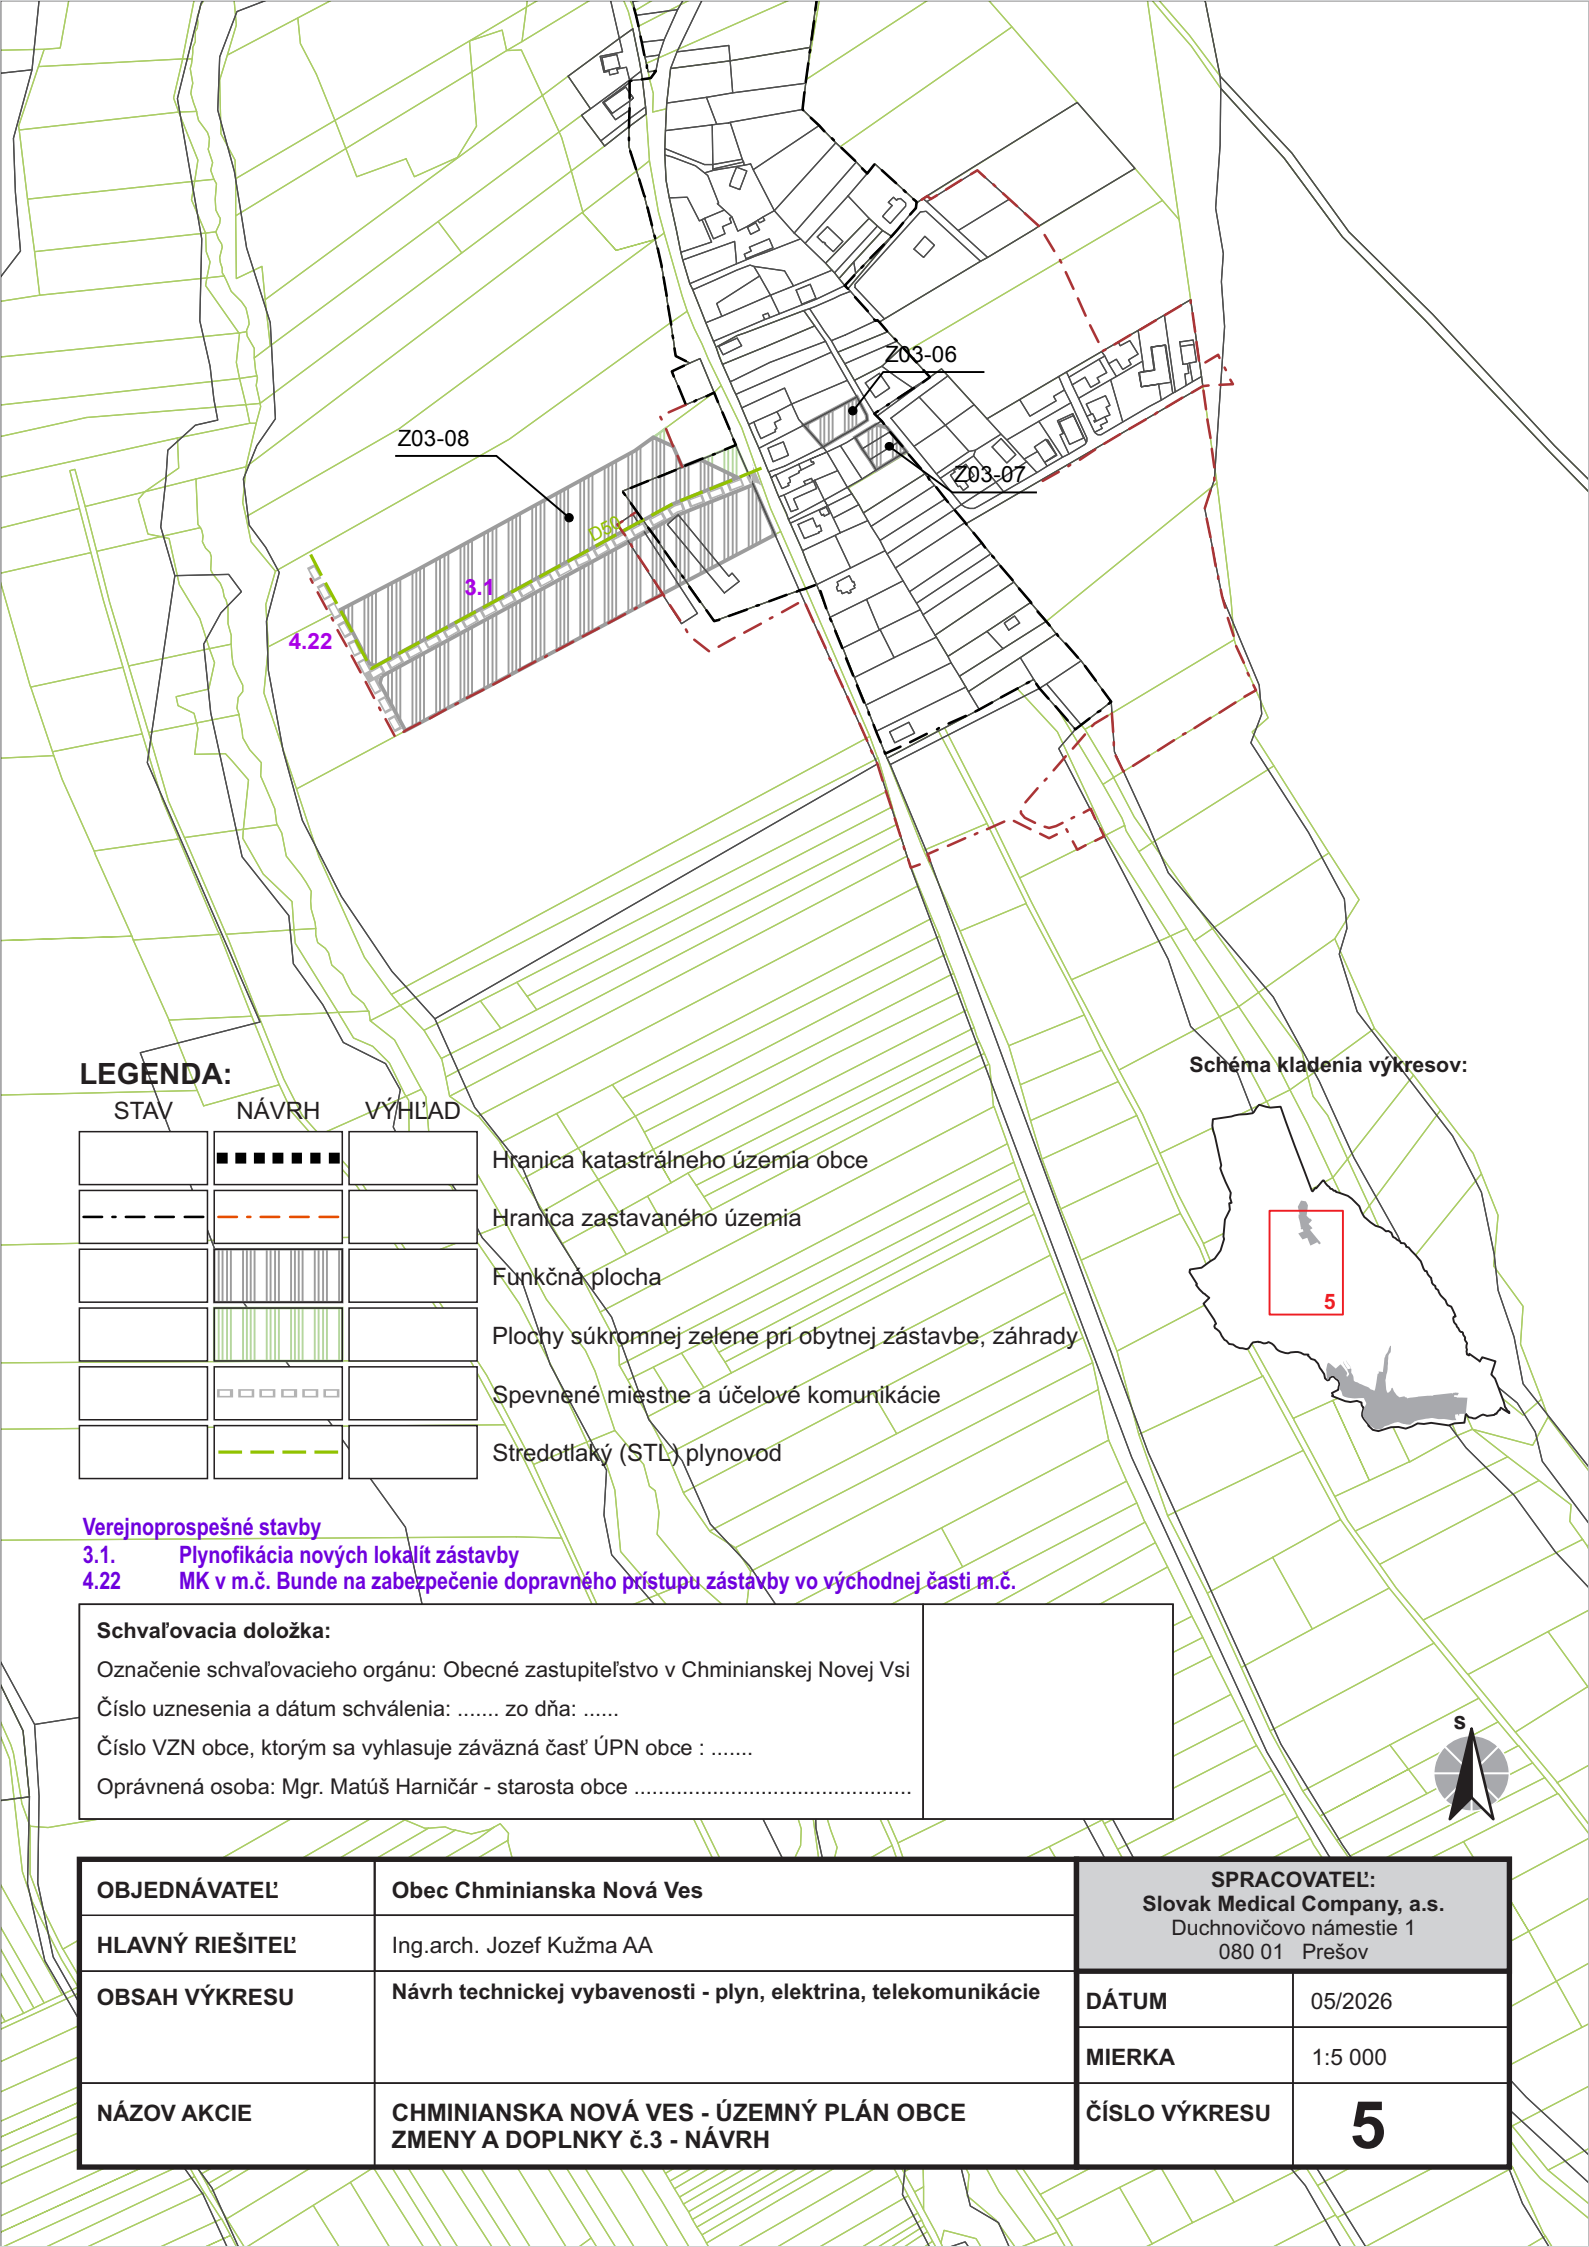 Z03-06
Z03-08
Z03-07
D50
3.1
4.22
LEGENDA:
STAV NÁVRH VÝHĽAD
Hranica katastrálneho územia obce
Hranica zastavaného územia
Funkčná plocha
Plochy súkromnej zelene pri obytnej zástavbe, záhrady
Spevnené miestne a účelové komunikácie
Stredotlaký (STL) plynovod
Schéma kladenia výkresov:
5
Verejnoprospešné stavby
3.1. Plynofikácia nových lokalít zástavby
4.22 MK v m.č. Bunde na zabezpečenie dopravného prístupu zástavby vo východnej časti m.č.
Schvaľovacia doložka:
Označenie schvaľovacieho orgánu: Obecné zastupiteľstvo v Chminianskej Novej Vsi
Číslo uznesenia a dátum schválenia: ....... zo dňa: ......
Číslo VZN obce, ktorým sa vyhlasuje záväzná časť ÚPN obce : .......
Oprávnená osoba: Mgr. Matúš Harničár - starosta obce ..............................................
S
OBJEDNÁVATEĽ Obec Chminianska Nová Ves
HLAVNÝ RIEŠITEĽ Ing.arch. Jozef Kužma AA
OBSAH VÝKRESU Návrh technickej vybavenosti - plyn, elektrina, telekomunikácie
NÁZOV AKCIE CHMINIANSKA NOVÁ VES - ÚZEMNÝ PLÁN OBCE
ZMENY A DOPLNKY č.3 - NÁVRH
SPRACOVATEĽ:
Slovak Medical Company, a.s.
Duchnovičovo námestie 1
080 01 Prešov
DÁTUM 05/2026
MIERKA 1:5 000
ČÍSLO VÝKRESU 5